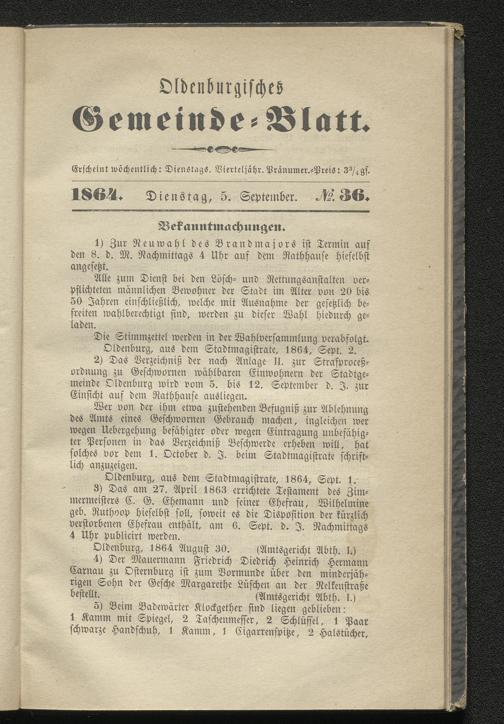 Oldenburgisches
Gemeinde-Blatt.
Erscheint wöchentlich: Dienstags. Vierteljähr. Pränumer.-Preis: 3³/₄ gſ.
1864. Dienstag, 5. September. № 36.
Bekanntmachungen.
1) Zur Neuwahl des Brandmajors ist Termin auf
den 8. d. M. Nachmittags 4 Uhr auf dem Rathhause hieselbst
angesetzt.
Alle zum Dienst bei den Lösch- und Rettungsanstalten ver-
pflichteten männlichen Bewohner der Stadt im Alter von 20 bis
50 Jahren einschließlich, welche mit Ausnahme der gesetzlich be-
freiten wahlberechtigt sind, werden zu dieser Wahl hiedurch ge-
laden.
Die Stimmzettel werden in der Wahlversammlung verabfolgt.
Oldenburg, aus dem Stadtmagistrate, 1864, Sept. 2.
2) Das Verzeichniß der nach Anlage II. zur Strafproceß-
ordnung zu Geschwornen wählbaren Einwohnern der Stadtge-
meinde Oldenburg wird vom 5. bis 12. September d. J. zur
Einsicht auf dem Rathhause ausliegen.
Wer von der ihm etwa zustehenden Befugniß zur Ablehnung
des Amts eines Geschwornen Gebrauch machen, ingleichen wer
wegen Uebergehung befähigter oder wegen Eintragung unbefähig-
ter Personen in das Verzeichniß Beschwerde erheben will, hat
solches vor dem 1. October d. J. beim Stadtmagistrate schrift-
lich anzuzeigen.
Oldenburg, aus dem Stadtmagistrate, 1864, Sept. 1.
3) Das am 27. April 1863 errichtete Testament des Zim-
mermeisters C. G. Ehemann und seiner Ehefrau, Wilhelmine
geb. Ruthoop hieselbst soll, soweit es die Disposition der kürzlich
verstorbenen Ehefrau enthält, am 6. Sept. d. J. Nachmittags
4 Uhr publicirt werden.
Oldenburg, 1864 August 30. (Amtsgericht Abth. I.)
4) Der Mauermann Friedrich Diedrich Heinrich Hermann
Carnau zu Osternburg ist zum Vormunde über den minderjäh-
rigen Sohn der Gesche Margarethe Lüschen an der Nelkenstraße
bestellt. (Amtsgericht Abth. I.)
5) Beim Badewärter Klockgether sind liegen geblieben:
1 Kamm mit Spiegel, 2 Taschenmesser, 2 Schlüssel, 1 Paar
schwarze Handschuh, 1 Kamm, 1 Cigarrenspitze, 2 Halstücher,